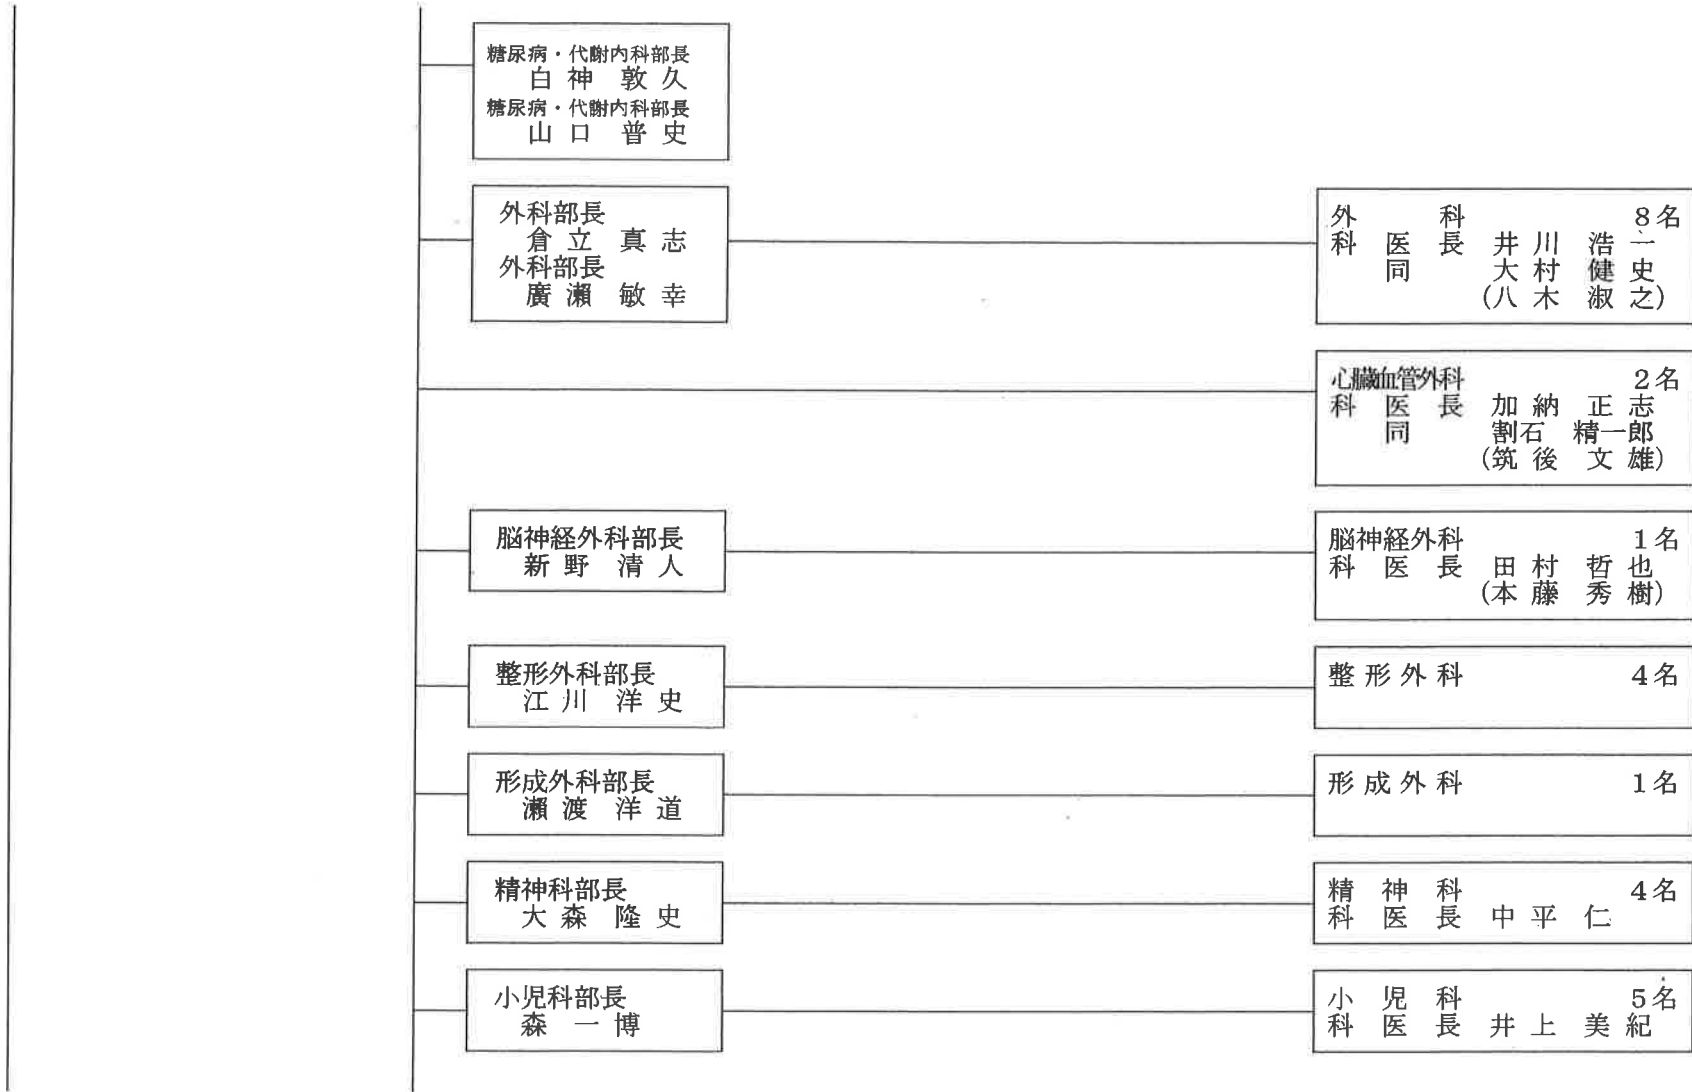 糖尿病・代謝内科部長
白神 敦久
糖尿病・代謝内科部長
山口 普史
外科部長
倉立 真志
外科部長
廣瀬 敏幸
外科 8名
科医長 井川 浩一
同 大村 健史
(八木 淑之)
心臓血管外科 2名
科医長 加納 正志
同 割石 精一郎
(筑後 文雄)
脳神経外科部長
新野 清人
脳神経外科 1名
科医長 田村 哲也
(本藤 秀樹)
整形外科部長
江川 洋史
整形外科 4名
形成外科部長
瀬渡 洋道
形成外科 1名
精神科部長
大森 隆史
精神科 4名
科医長 中平 仁
小児科部長
森 一博
小児科 5名
科医長 井上 美紀